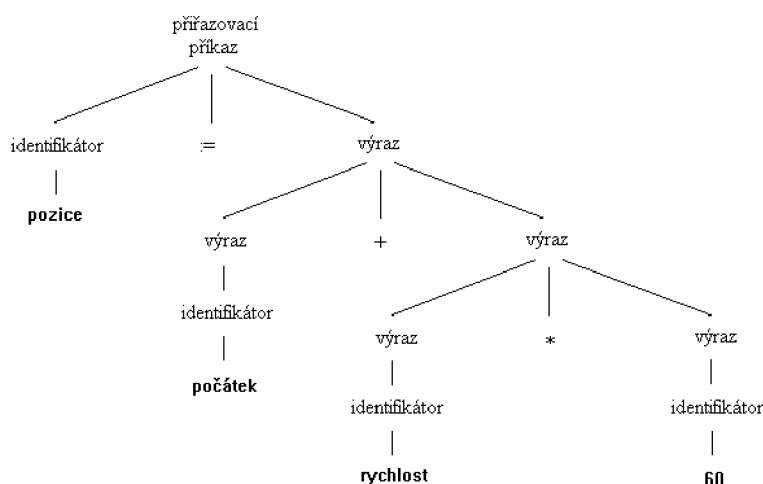 přiřazovací
příkaz
identifikátor := výraz
pozice
výraz + výraz
identifikátor
výraz * výraz
počátek
identifikátor identifikátor
rychlost 60